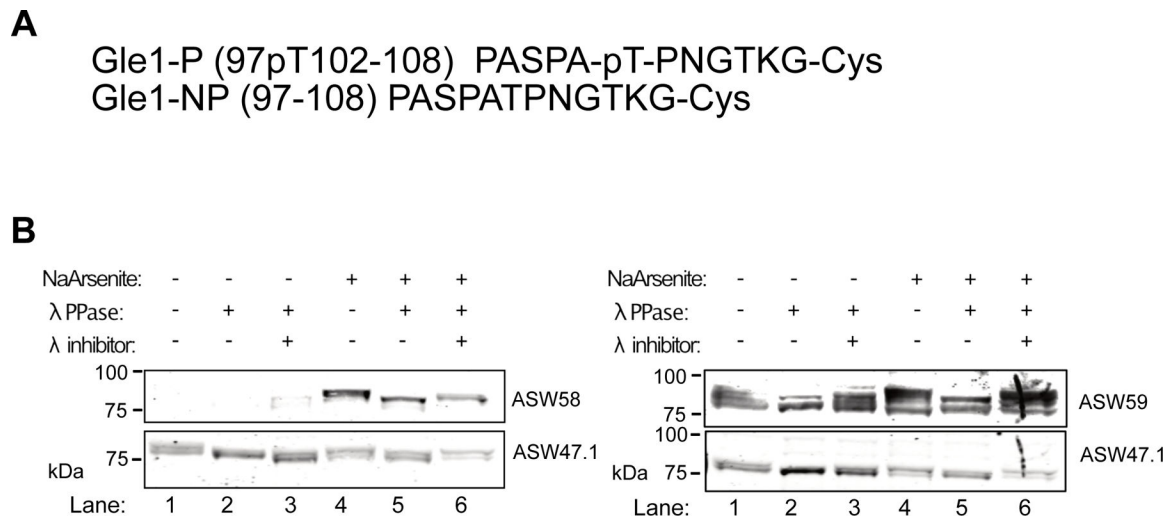 A
Gle1-P (97pT102-108) PASPA-pT-PNGTKG-Cys
Gle1-NP (97-108) PASPATPNGTKG-Cys
B
NaArsenite: - - - + + +
λ PPase: - + + - + +
λ inhibitor: - - + - - +
100
75
ASW58
75
kDa
ASW47.1
Lane: 1 2 3 4 5 6
NaArsenite: - - - + + +
λ PPase: - + + - + +
λ inhibitor: - - + - - +
100
75
ASW59
100
75
kDa
ASW47.1
Lane: 1 2 3 4 5 6